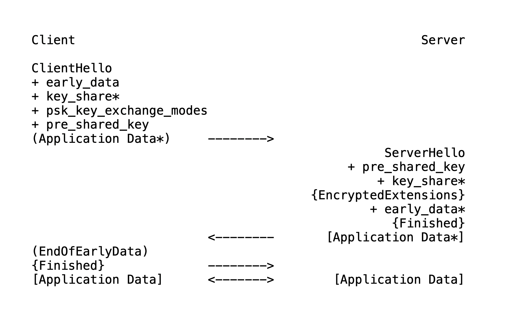 Client Server
ClientHello
+ early_data
+ key_share*
+ psk_key_exchange_modes
+ pre_shared_key
(Application Data*) -------->
ServerHello
+ pre_shared_key
+ key_share*
{EncryptedExtensions}
+ early_data*
{Finished}
<-------- [Application Data*]
(EndOfEarlyData)
{Finished} -------->
[Application Data] <-------> [Application Data]